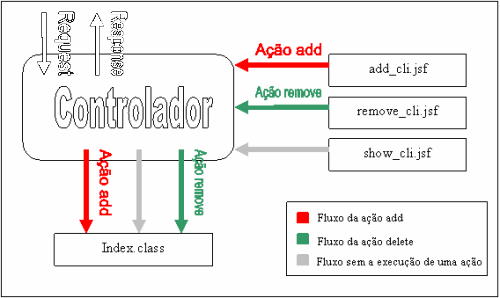 Request
Response
Ação add
add_cli.jsf
Controlador
Ação remove
remove_cli.jsf
show_cli.jsf
Ação add
Ação remove
Index.class
Fluxo da ação add
Fluxo da ação delete
Fluxo sem a execução de uma ação